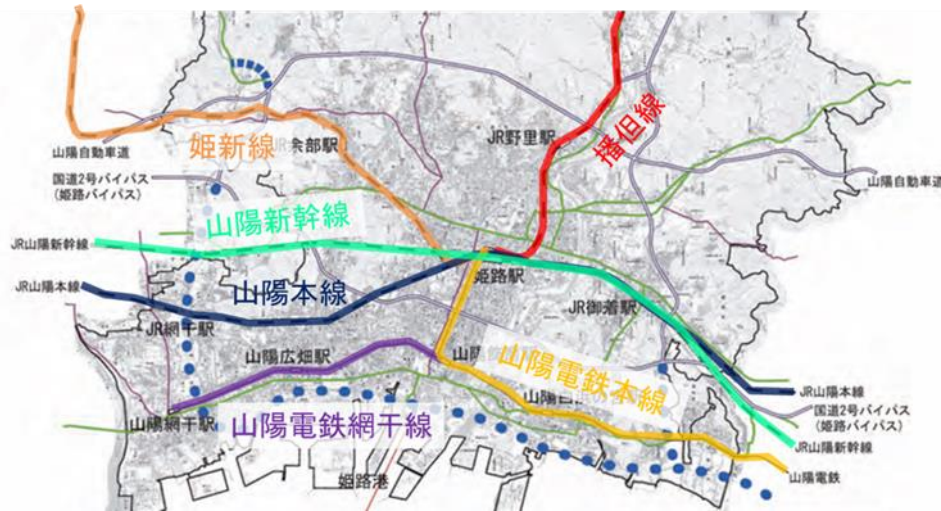 播但線
JR野里駅
姫新線
余部駅
山陽自動車道
国道2号バイパス
(姫路バイパス)
山陽自動車道
山陽新幹線
JR山陽新幹線
姫路駅
JR山陽本線
山陽本線
JR御着駅
JR網干駅
山陽広畑駅
山陽
山陽電鉄本線
JR山陽本線
山陽網干駅
山陽電鉄網干線
国道2号バイパス
(姫路バイパス)
JR山陽新幹線
山陽電鉄
姫路港